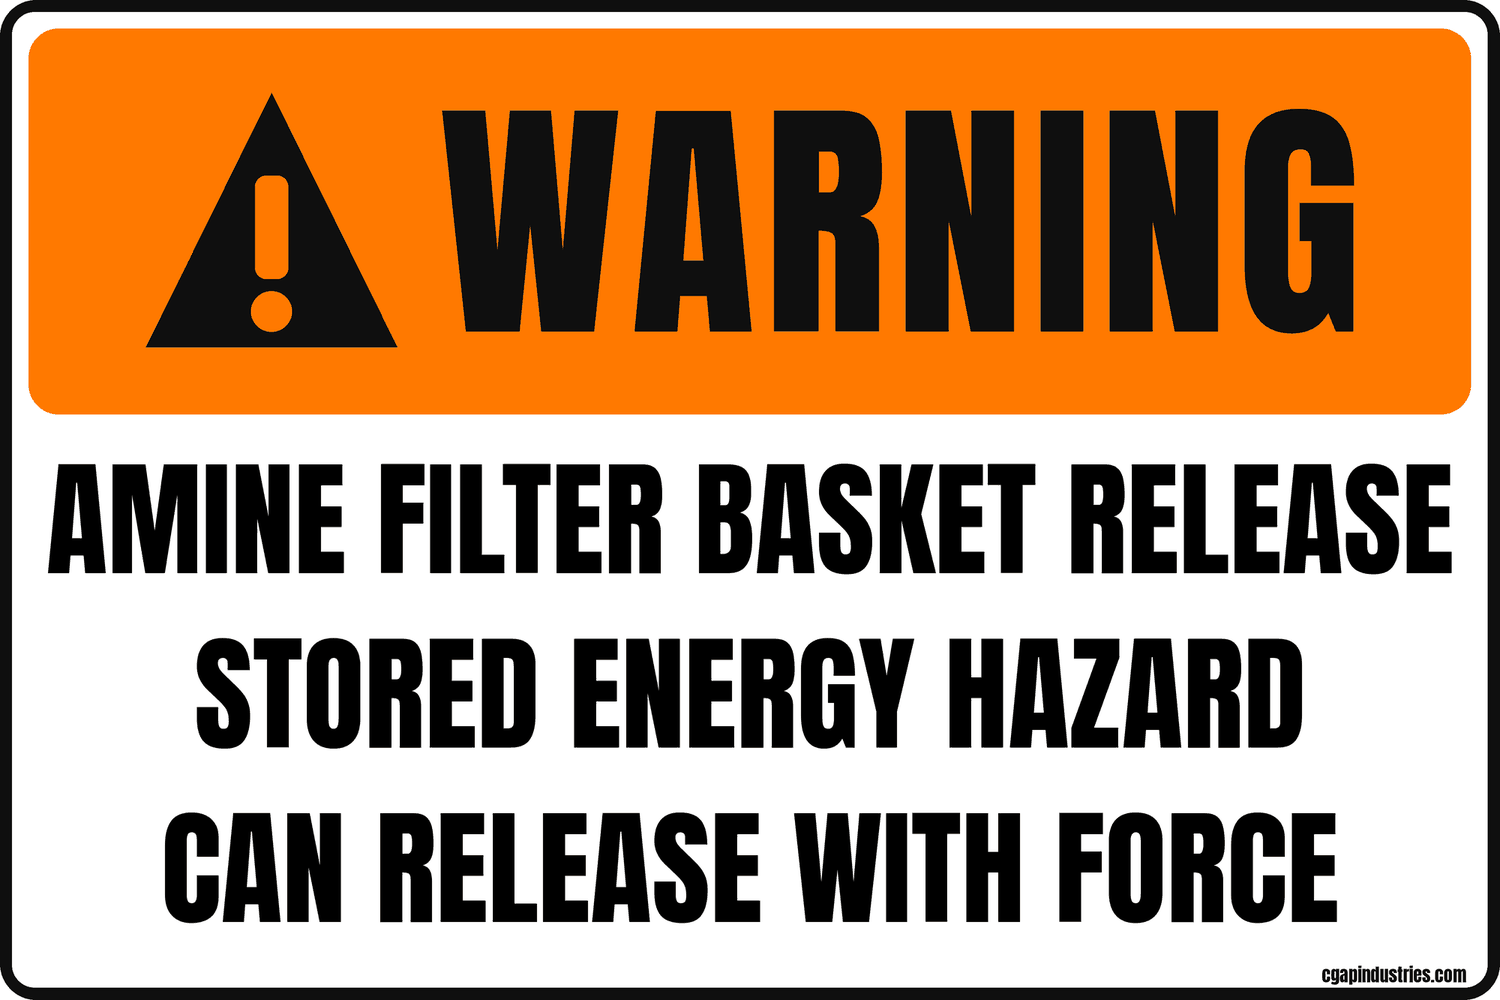 WARNING
AMINE FILTER BASKET RELEASE
STORED ENERGY HAZARD
CAN RELEASE WITH FORCE
cgapindustries.com